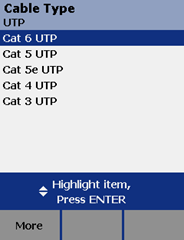 Cable Type
UTP
Cat 6 UTP
Cat 5 UTP
Cat 5e UTP
Cat 4 UTP
Cat 3 UTP
Highlight item,
Press ENTER
More